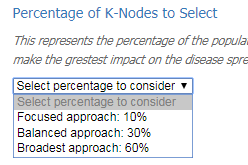 Percentage of K-Nodes to Select
This represents the percentage of the popula
make the grestest impact on the disease spre
Select percentage to consider
Select percentage to consider
Focused approach: 10%
Balanced approach: 30%
Broadest approach: 60%